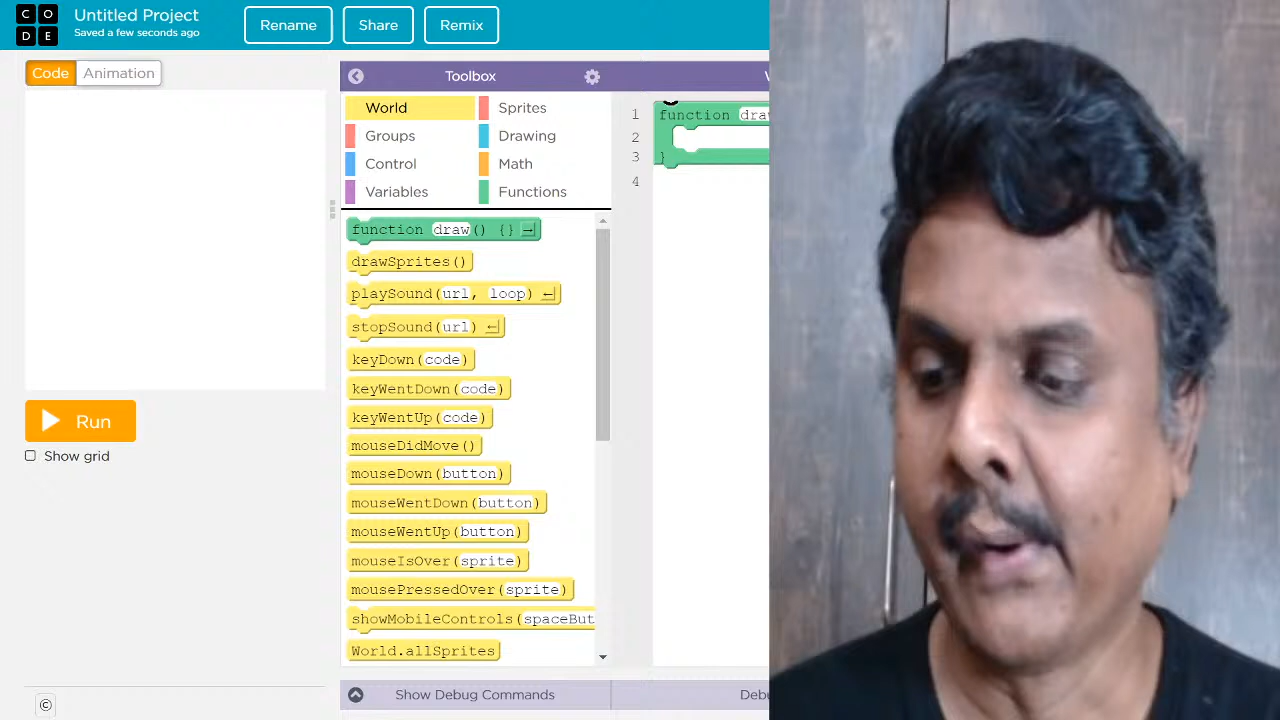 C O D E
Untitled Project
Saved a few seconds ago
Rename
Share
Remix
Code
Animation
Toolbox
World
Sprites
Groups
Drawing
Control
Math
Variables
Functions
function draw() {}
drawSprites()
playSound(url, loop)
stopSound(url)
keyDown(code)
keyWentDown(code)
keyWentUp(code)
mouseDidMove()
mouseDown(button)
mouseWentDown(button)
mouseWentUp(button)
mouseIsOver(sprite)
mousePressedOver(sprite)
showMobileControls(spaceBut
World.allSprites
1 function dra
2
3 }
4
Run
Show grid
Show Debug Commands
Deb
©